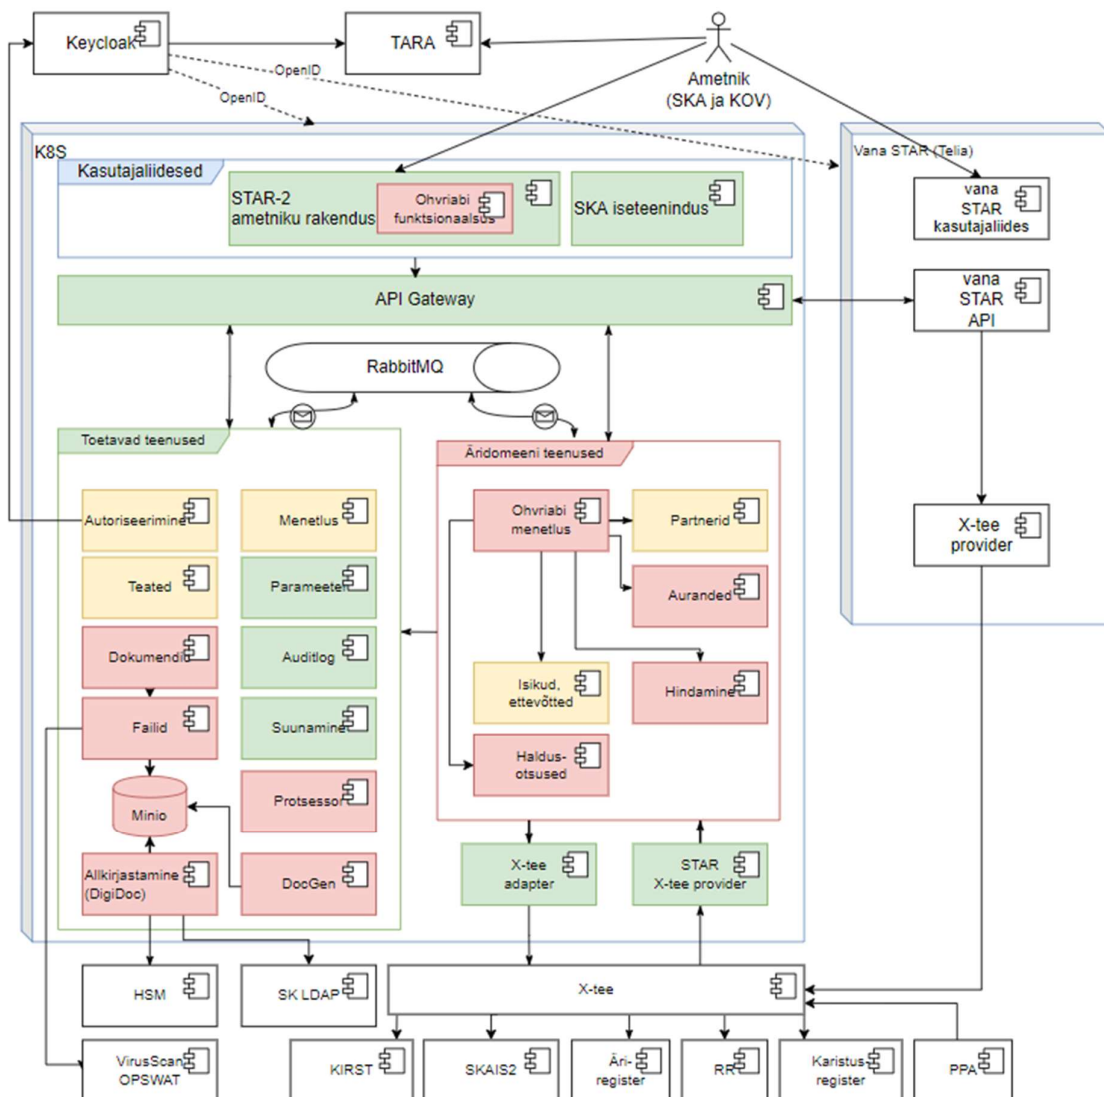 Keycloak
TARA
OpenID
OpenID
Ametnik
(SKA ja KOV)
K8S
Kasutajaliidesed
STAR-2
ametniku rakendus
Ohvriabi
funktsionaalsus
SKA iseteenindus
Vana STAR (Telia)
vana
STAR
kasutajaliides
API Gateway
vana
STAR
API
RabbitMQ
Toetavad teenused
Äridomeeni teenused
Autoriseerimine
Menetlus
Ohvriabi
menetlus
Partnerid
X-tee
provider
Teated
Parameeter
Auranded
Dokumendid
Auditlog
Isikud,
ettevõtted
Hindamine
Failid
Suunamine
Haldus-
otsused
Minio
Protsessor
Allkirjastamine
(DigiDoc)
DocGen
X-tee
adapter
STAR
X-tee provider
HSM
SK LDAP
X-tee
VirusScan
OPSWAT
KIRST
SKAIS2
Äri-
register
RR
Karistus-
register
PPA